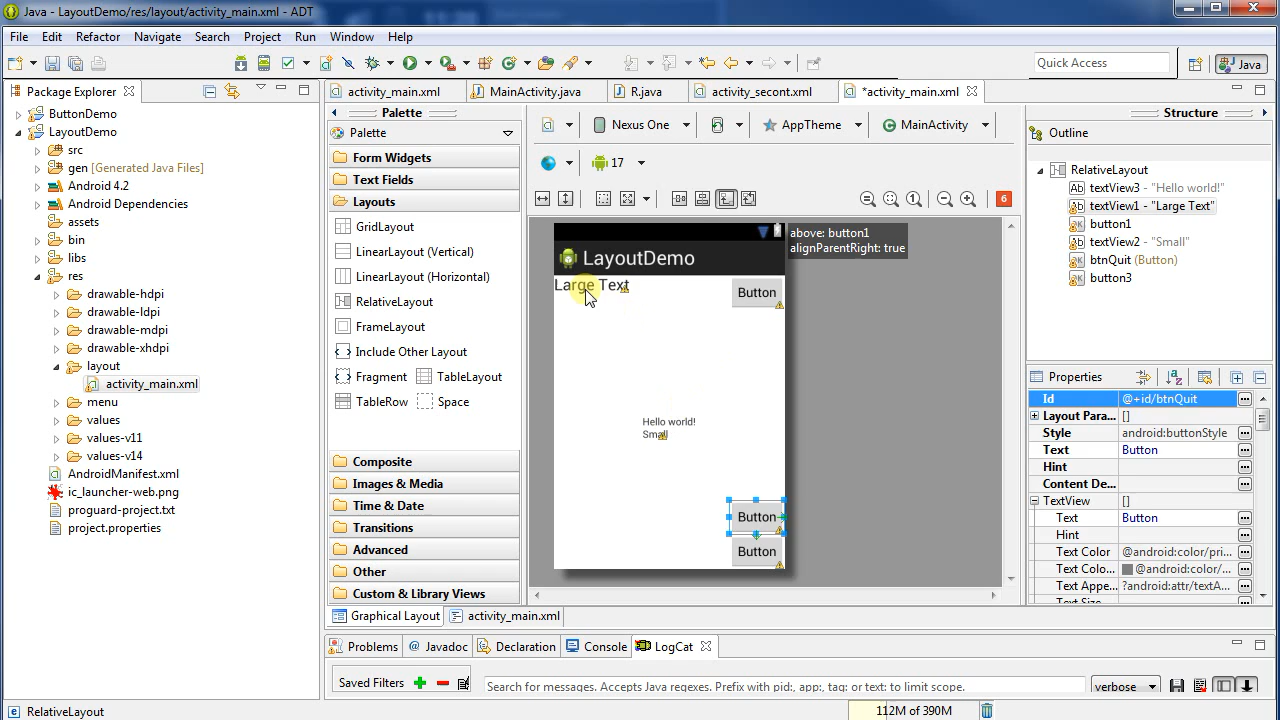 Java - LayoutDemo/res/layout/activity_main.xml - ADT
File Edit Refactor Navigate Search Project Run Window Help
Quick Access
Java
Package Explorer
ButtonDemo
LayoutDemo
src
gen [Generated Java Files]
Android 4.2
Android Dependencies
assets
bin
libs
res
drawable-hdpi
drawable-ldpi
drawable-mdpi
drawable-xhdpi
layout
activity_main.xml
menu
values
values-v11
values-v14
AndroidManifest.xml
ic_launcher-web.png
proguard-project.txt
project.properties
activity_main.xml MainActivity.java R.java activity_secont.xml *activity_main.xml
Palette
Palette
Form Widgets
Text Fields
Layouts
GridLayout
LinearLayout (Vertical)
LinearLayout (Horizontal)
RelativeLayout
FrameLayout
Include Other Layout
Fragment TableLayout
TableRow Space
Composite
Images & Media
Time & Date
Transitions
Advanced
Other
Custom & Library Views
Nexus One AppTheme MainActivity
17
6
above: button1
alignParentRight: true
LayoutDemo
Large Text
Button
Hello world!
Small
Button
Button
Graphical Layout activity_main.xml
Structure
Outline
RelativeLayout
textView3 - "Hello world!"
textView1 - "Large Text"
button1
textView2 - "Small"
btnQuit (Button)
button3
Properties
Id @+id/btnQuit
Layout Para... []
Style android:buttonStyle
Text Button
Hint
Content De...
TextView []
Text Button
Hint
Text Color @android:color/pri...
Text Color... @android:color/...
Text Appe... ?android:attr/textA...
Problems Javadoc Declaration Console LogCat
Saved Filters
Search for messages. Accepts Java regexes. Prefix with pid:, app:, tag: or text: to limit scope.
verbose
RelativeLayout
112M of 390M